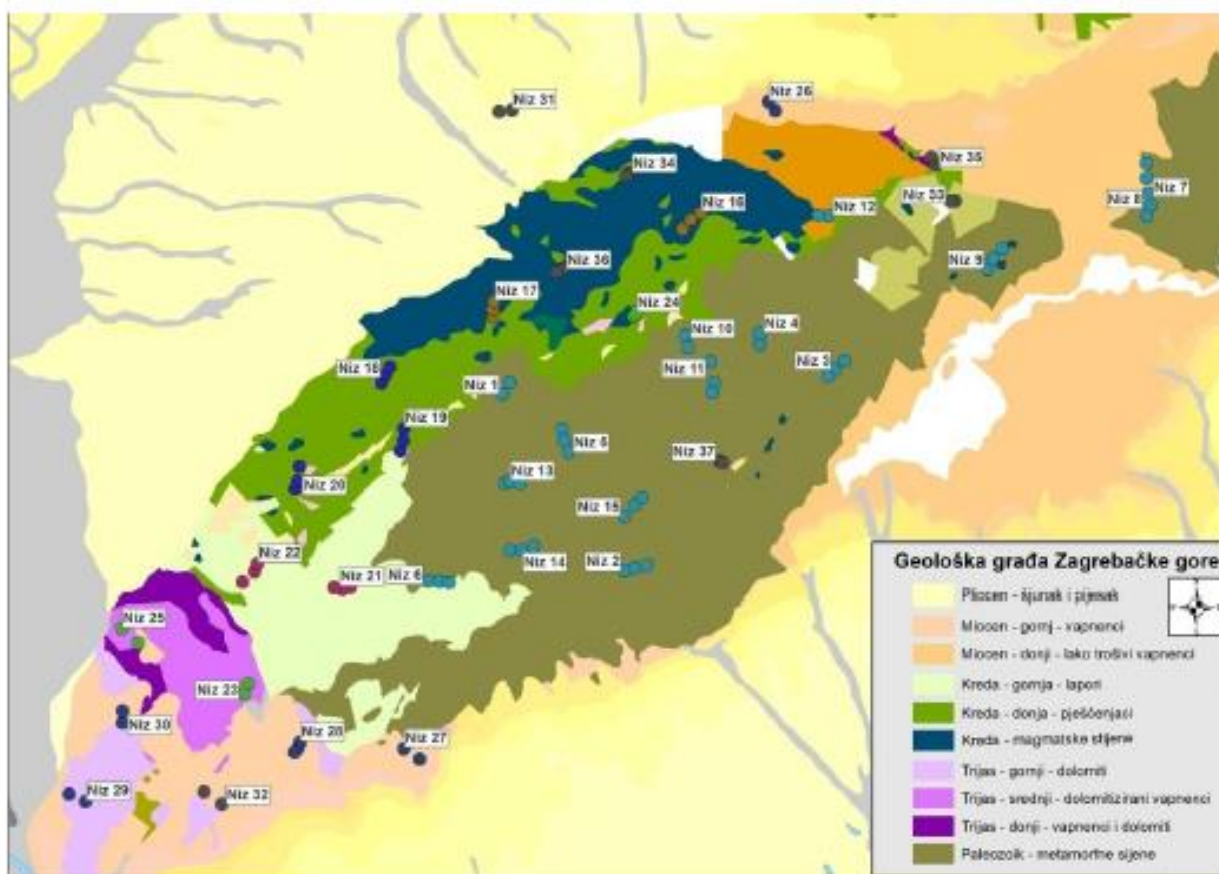 Niz 31
Niz 26
Niz 34
Niz 35
Niz 7
Niz 33
Niz 8
Niz 16
Niz 12
Niz 36
Niz 9
Niz 17
Niz 24
Niz 10
Niz 4
Niz 18
Niz 1
Niz 11
Niz 3
Niz 19
Niz 5
Niz 37
Niz 13
Niz 20
Niz 15
Niz 22
Niz 14
Niz 2
Niz 21
Niz 6
Niz 25
Niz 23
Niz 30
Niz 28
Niz 27
Niz 29
Niz 32
Geološka građa Zagrebačke gore
Pliocen - šjunak i pijesak
Miocen - gornj - vapnenci
Miocen - donji - lako trošivi vapnenci
Kreda - gornja - lapori
Kreda - donja - pješčenjaci
Kreda - magmatske stijene
Trijas - gornji - dolomiti
Trijas - srednji - dolomitizirani vapnenci
Trijas - donji - vapnenci i dolomiti
Paleozoik - metamorfne sijene